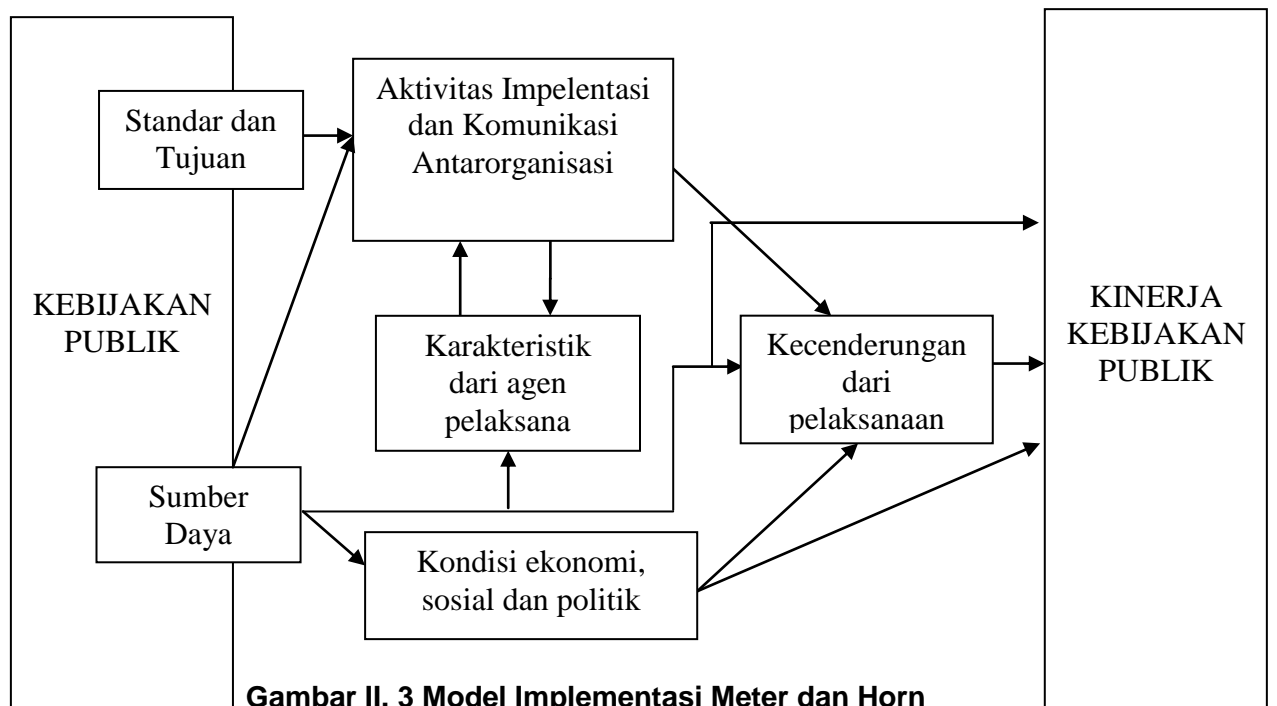 Standar dan
Tujuan
KEBIJAKAN
PUBLIK
Sumber
Daya
Aktivitas Impelentasi
dan Komunikasi
Antarorganisasi
Karakteristik
dari agen
pelaksana
Kondisi ekonomi,
sosial dan politik
Kecenderungan
dari
pelaksanaan
KINERJA
KEBIJAKAN
PUBLIK
Gambar II. 3 Model Implementasi Meter dan Horn